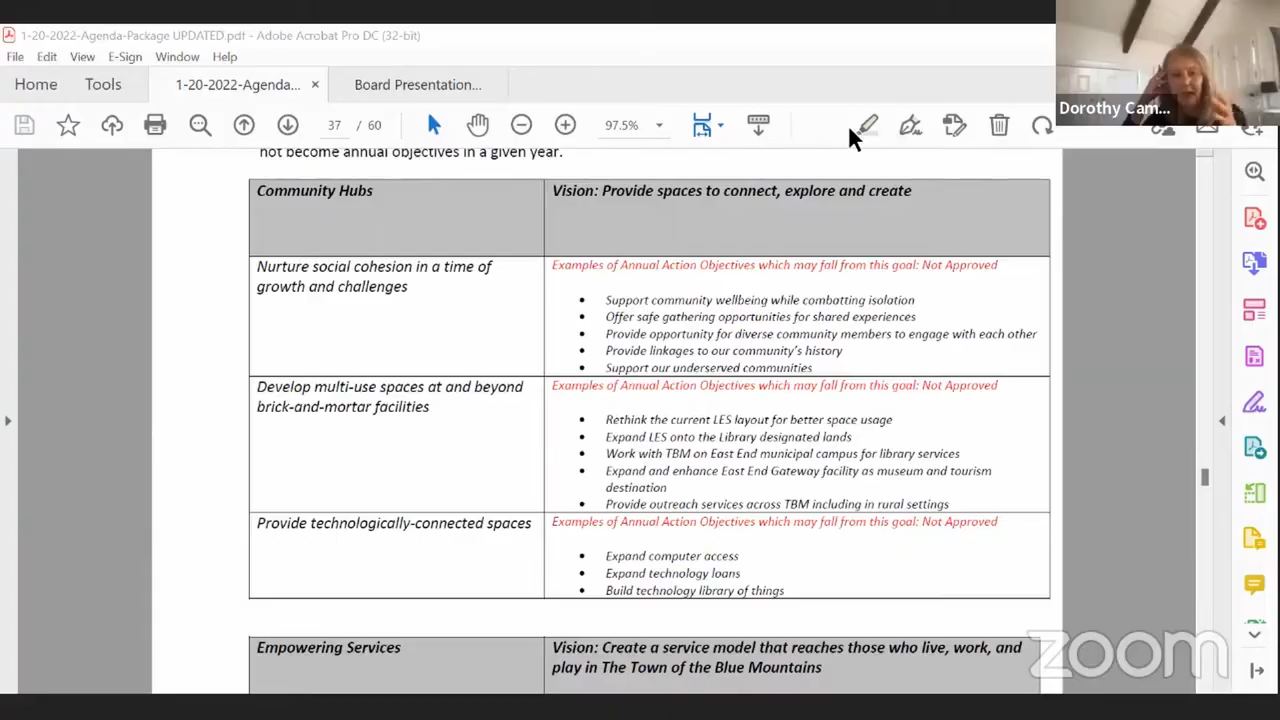 1-20-2022-Agenda-Package UPDATED.pdf - Adobe Acrobat Pro DC (32-bit)
File Edit View E-Sign Window Help
Home Tools 1-20-2022-Agenda... × Board Presentation...
37 / 60 97.5%
Dorothy Cam...
not become annual objectives in a given year.
Community Hubs
Vision: Provide spaces to connect, explore and create
Nurture social cohesion in a time of
growth and challenges
Examples of Annual Action Objectives which may fall from this goal: Not Approved
• Support community wellbeing while combatting isolation
• Offer safe gathering opportunities for shared experiences
• Provide opportunity for diverse community members to engage with each other
• Provide linkages to our community's history
• Support our underserved communities
Develop multi-use spaces at and beyond
brick-and-mortar facilities
Examples of Annual Action Objectives which may fall from this goal: Not Approved
• Rethink the current LES layout for better space usage
• Expand LES onto the Library designated lands
• Work with TBM on East End municipal campus for library services
• Expand and enhance East End Gateway facility as museum and tourism
destination
• Provide outreach services across TBM including in rural settings
Provide technologically-connected spaces
Examples of Annual Action Objectives which may fall from this goal: Not Approved
• Expand computer access
• Expand technology loans
• Build technology library of things
Empowering Services
Vision: Create a service model that reaches those who live, work, and
play in The Town of the Blue Mountains
zoom